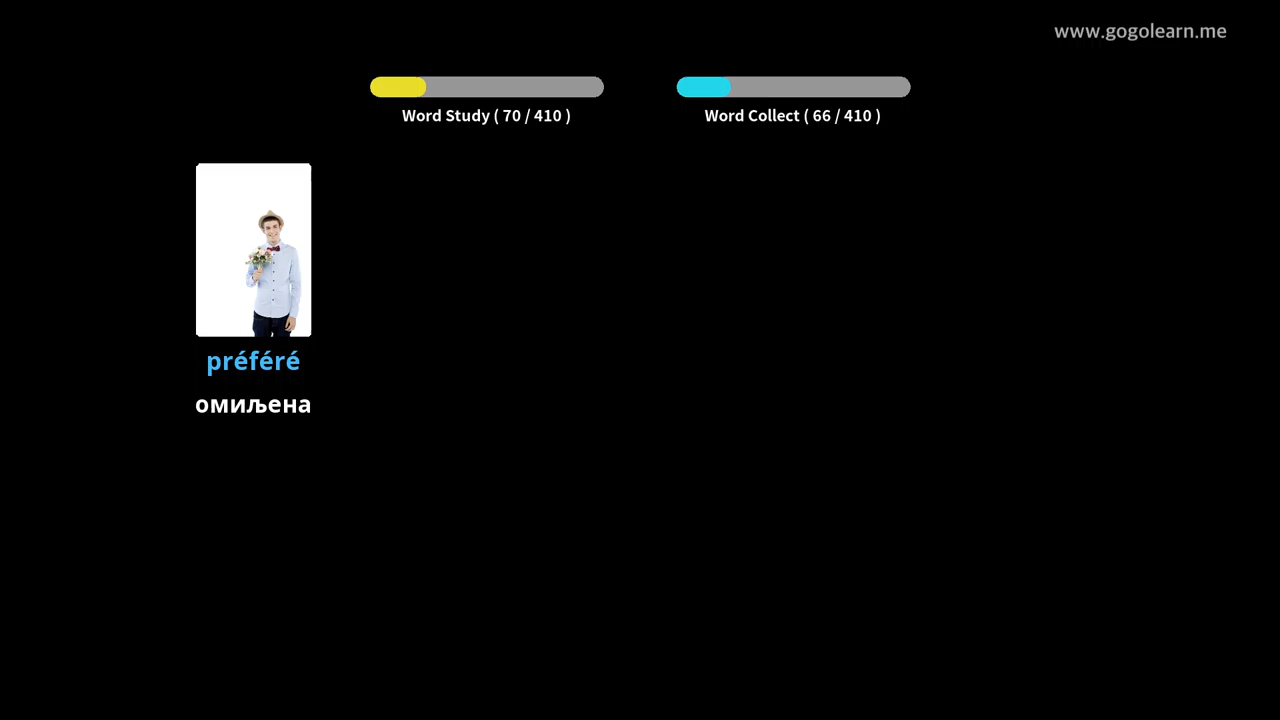 www.gogolearn.me
Word Study ( 70 / 410 )
Word Collect ( 66 / 410 )
préféré
омиљена